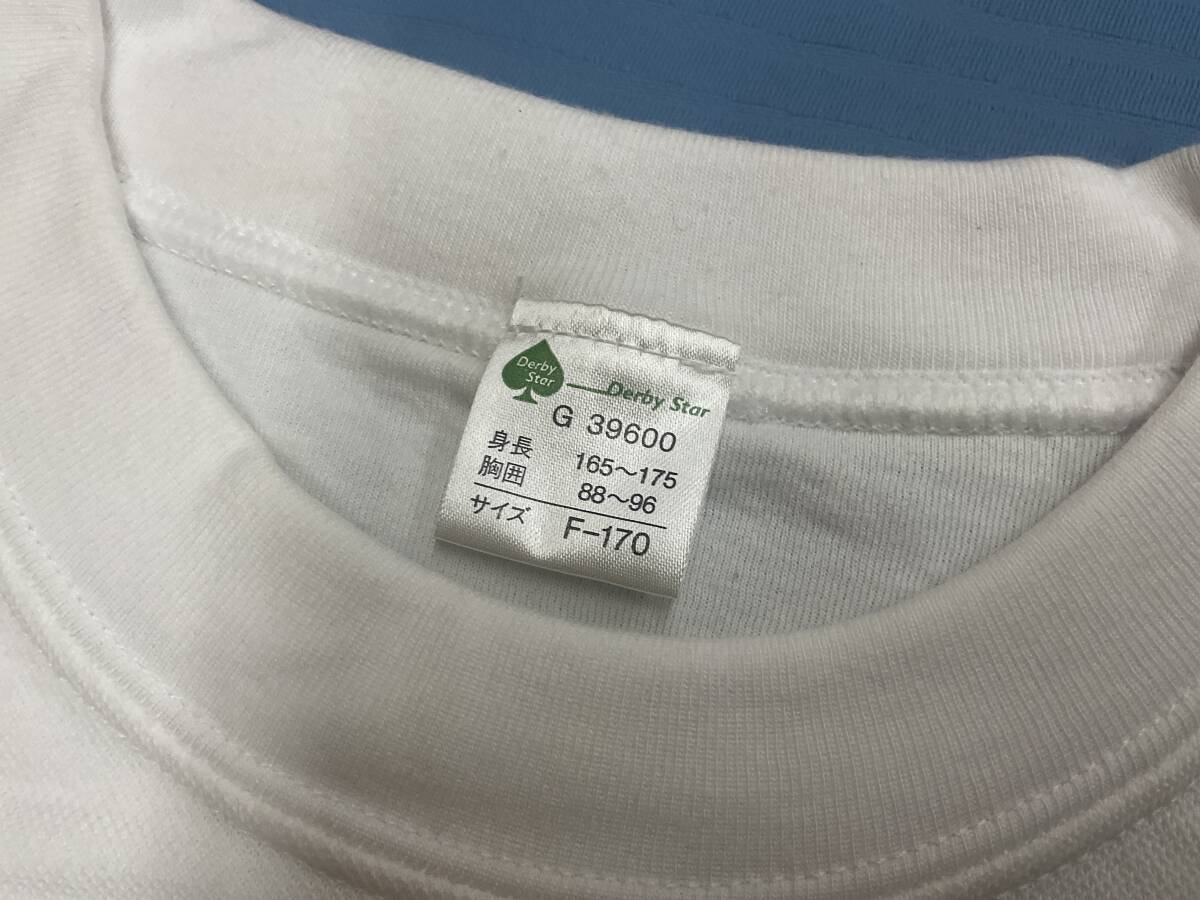 Derby
Star
Derby Star
G 39600
身長 165〜175
胸囲 88〜96
サイズ F-170